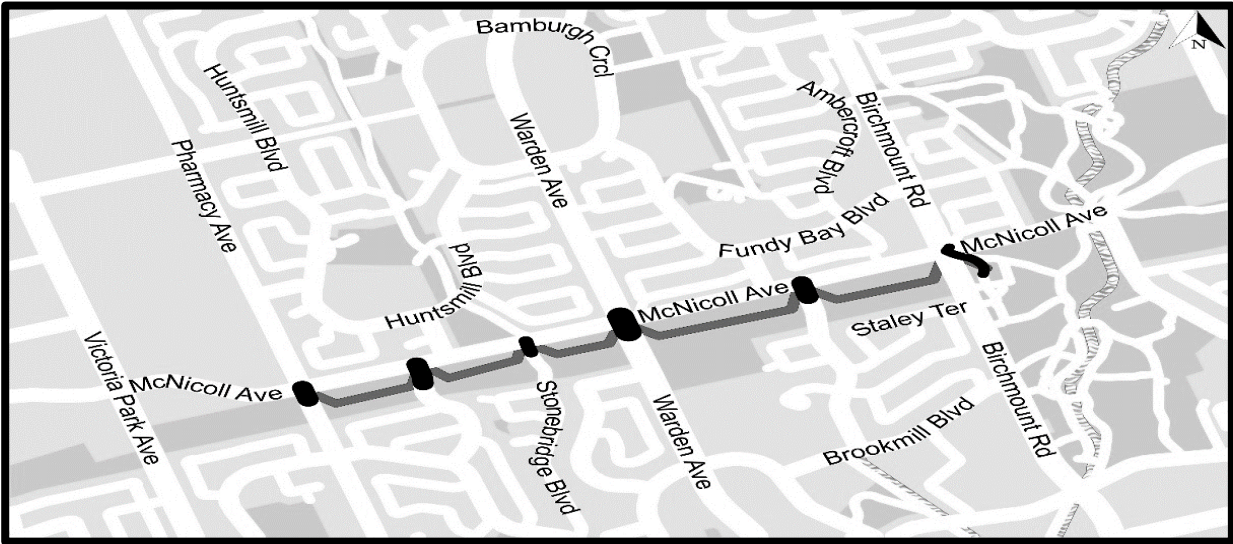 Bamburgh Crcl
Huntsmill Blvd
Ambercroft Blvd
Birchmount Rd
Warden Ave
Pharmacy Ave
Fundy Bay Blvd
McNicoll Ave
N
Huntsmill Blvd
McNicoll Ave
Staley Ter
Victoria Park Ave
McNicoll Ave
Stonebridge Blvd
Warden Ave
Brookmill Blvd
Birchmount Rd